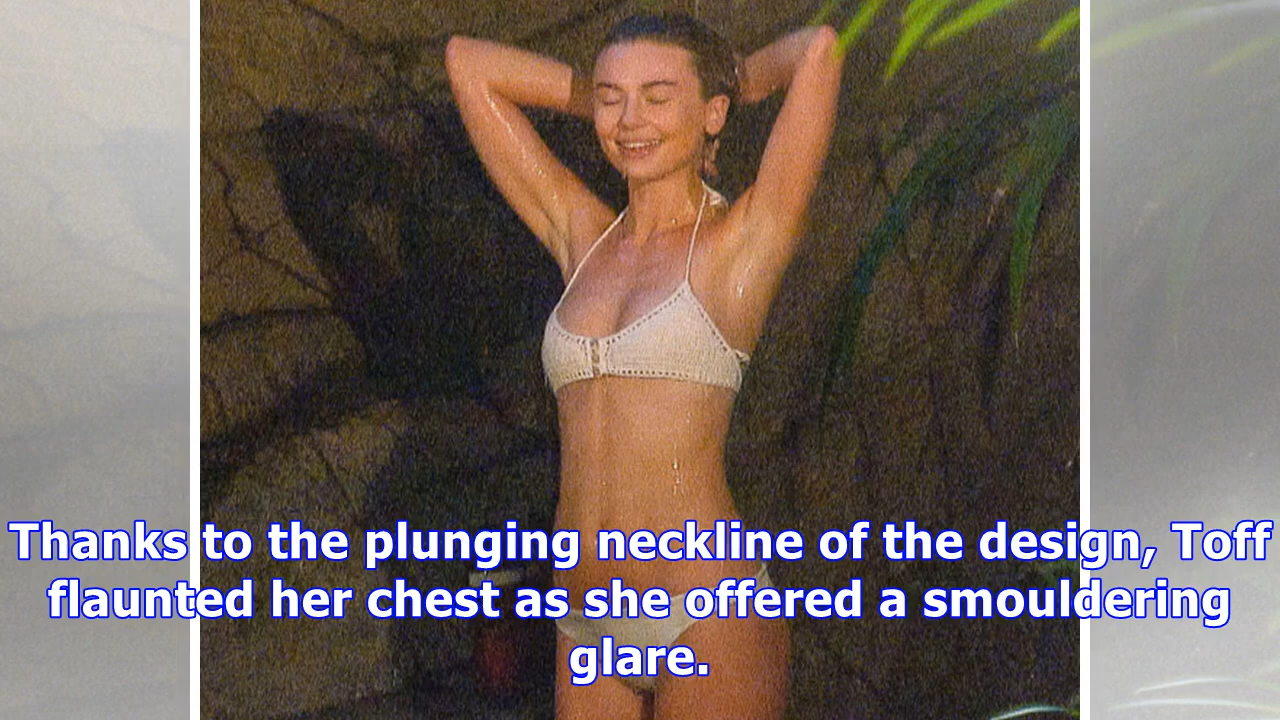 Thanks to the plunging neckline of the design, Toff
flaunted her chest as she offered a smouldering
glare.